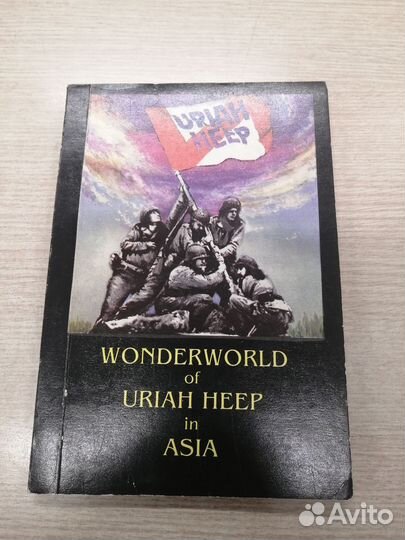 URIAH
HEEP
WONDERWORLD
of
URIAH HEEP
in
ASIA
Avito